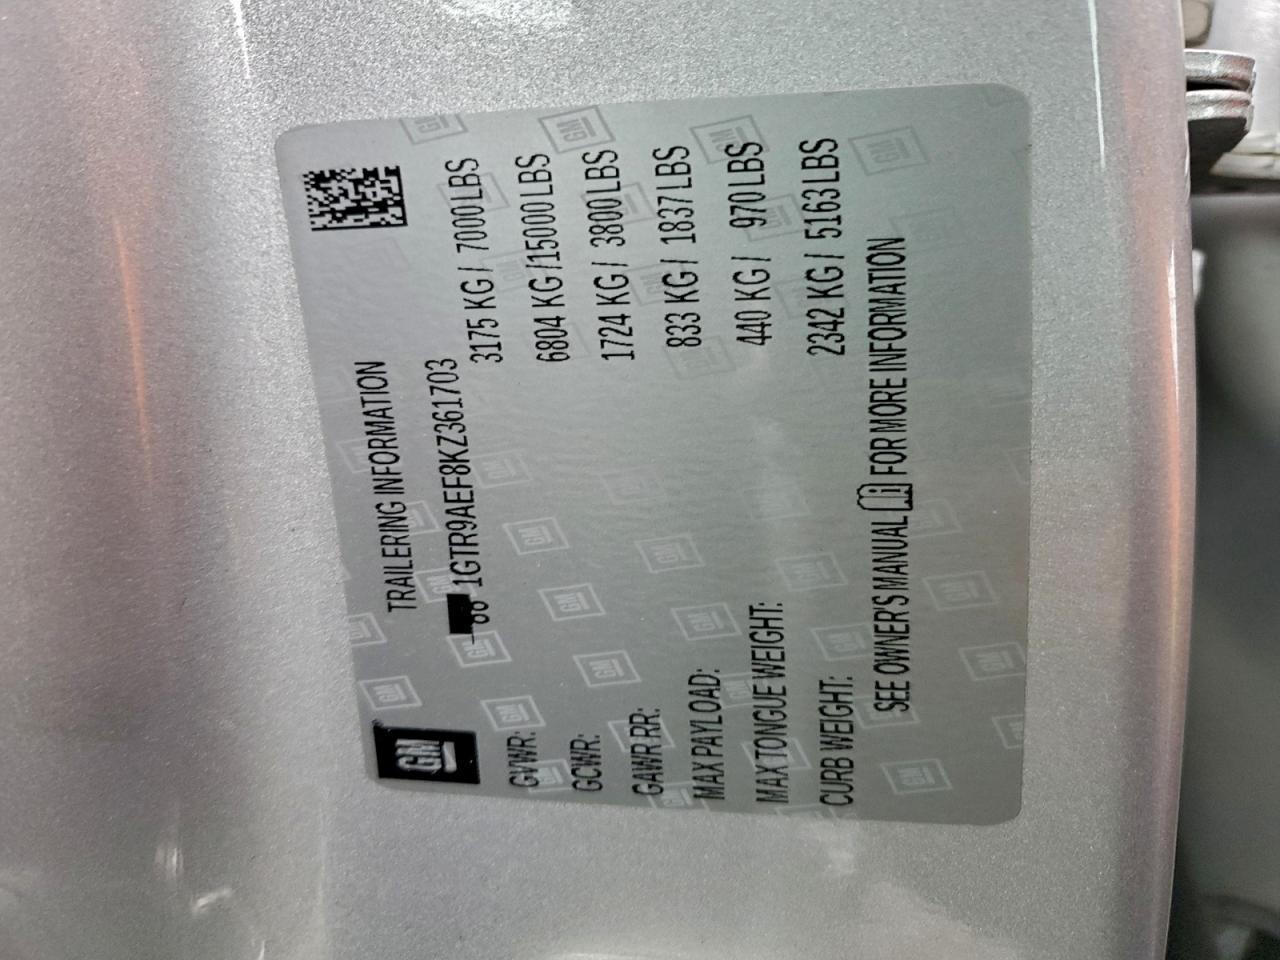 GM
TRAILERING INFORMATION
1GTR9AEF8KZ361703
GVWR: 3175 KG / 7000 LBS
GCWR: 6804 KG /15000 LBS
GAWR RR: 1724 KG / 3800 LBS
MAX PAYLOAD: 833 KG / 1837 LBS
MAX TONGUE WEIGHT: 440 KG / 970 LBS
CURB WEIGHT: 2342 KG / 5163 LBS
SEE OWNER'S MANUAL FOR MORE INFORMATION